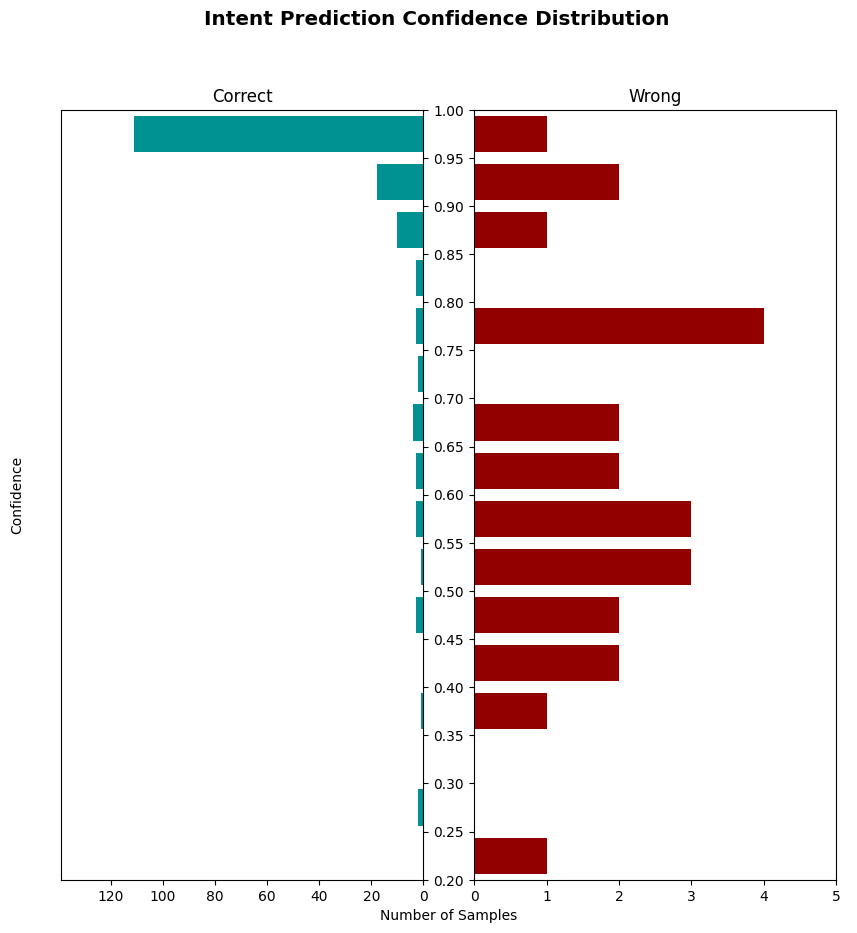 Intent Prediction Confidence Distribution
Correct
Wrong
1.00
0.95
0.90
0.85
0.80
0.75
0.70
0.65
0.60
0.55
0.50
0.45
0.40
0.35
0.30
0.25
0.20
Confidence
120 100 80 60 40 20 0
0 1 2 3 4 5
Number of Samples